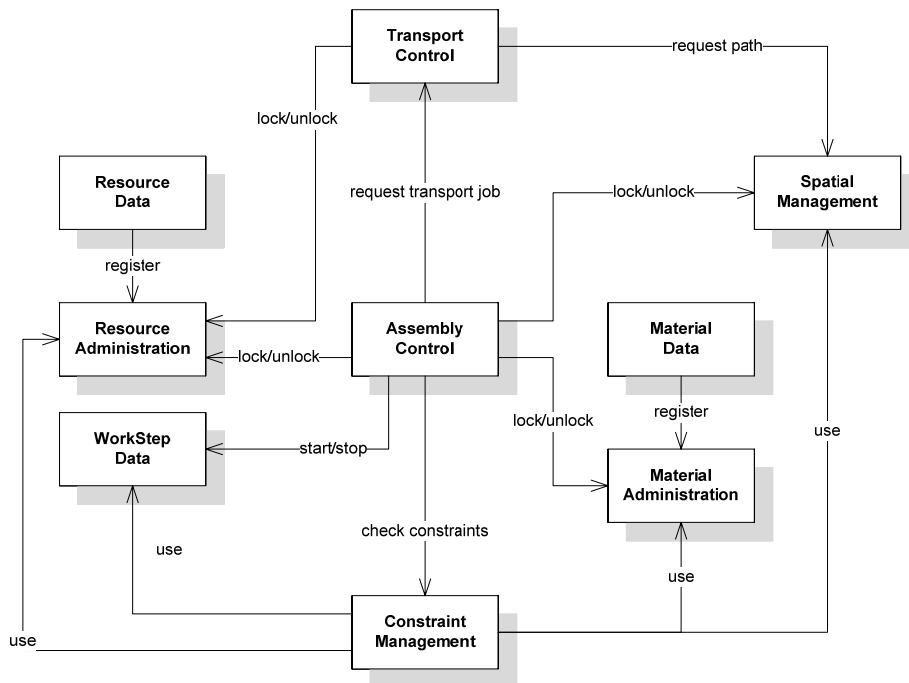 Transport
Control
request path
lock/unlock
Resource
Data
request transport job
lock/unlock
Spatial
Management
register
Resource
Administration
Assembly
Control
Material
Data
lock/unlock
register
lock/unlock
WorkStep
Data
start/stop
use
Material
Administration
check constraints
use
use
Constraint
Management
use